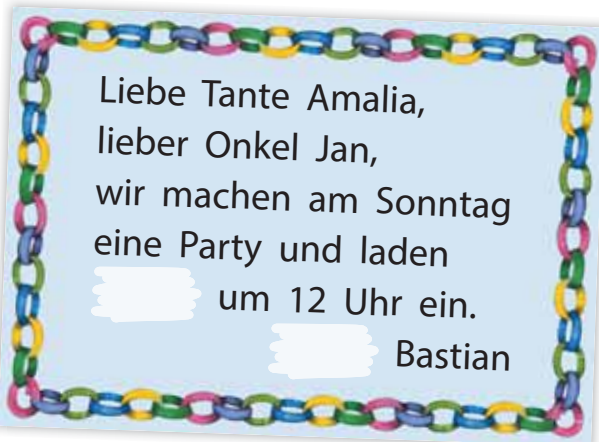 Liebe Tante Amalia,
lieber Onkel Jan,
wir machen am Sonntag
eine Party und laden
um 12 Uhr ein.
Bastian